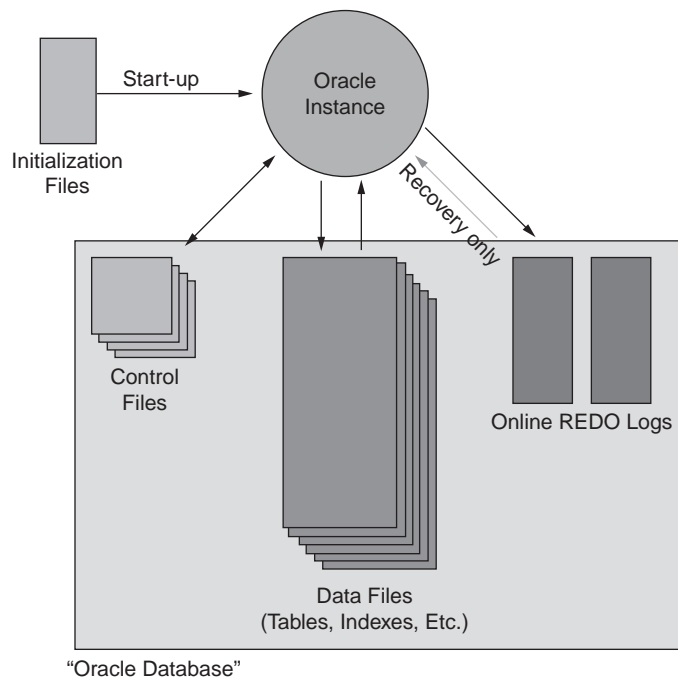 Start-up
Oracle
Instance
Initialization
Files
Recovery only
Control
Files
Online REDO Logs
Data Files
(Tables, Indexes, Etc.)
“Oracle Database”